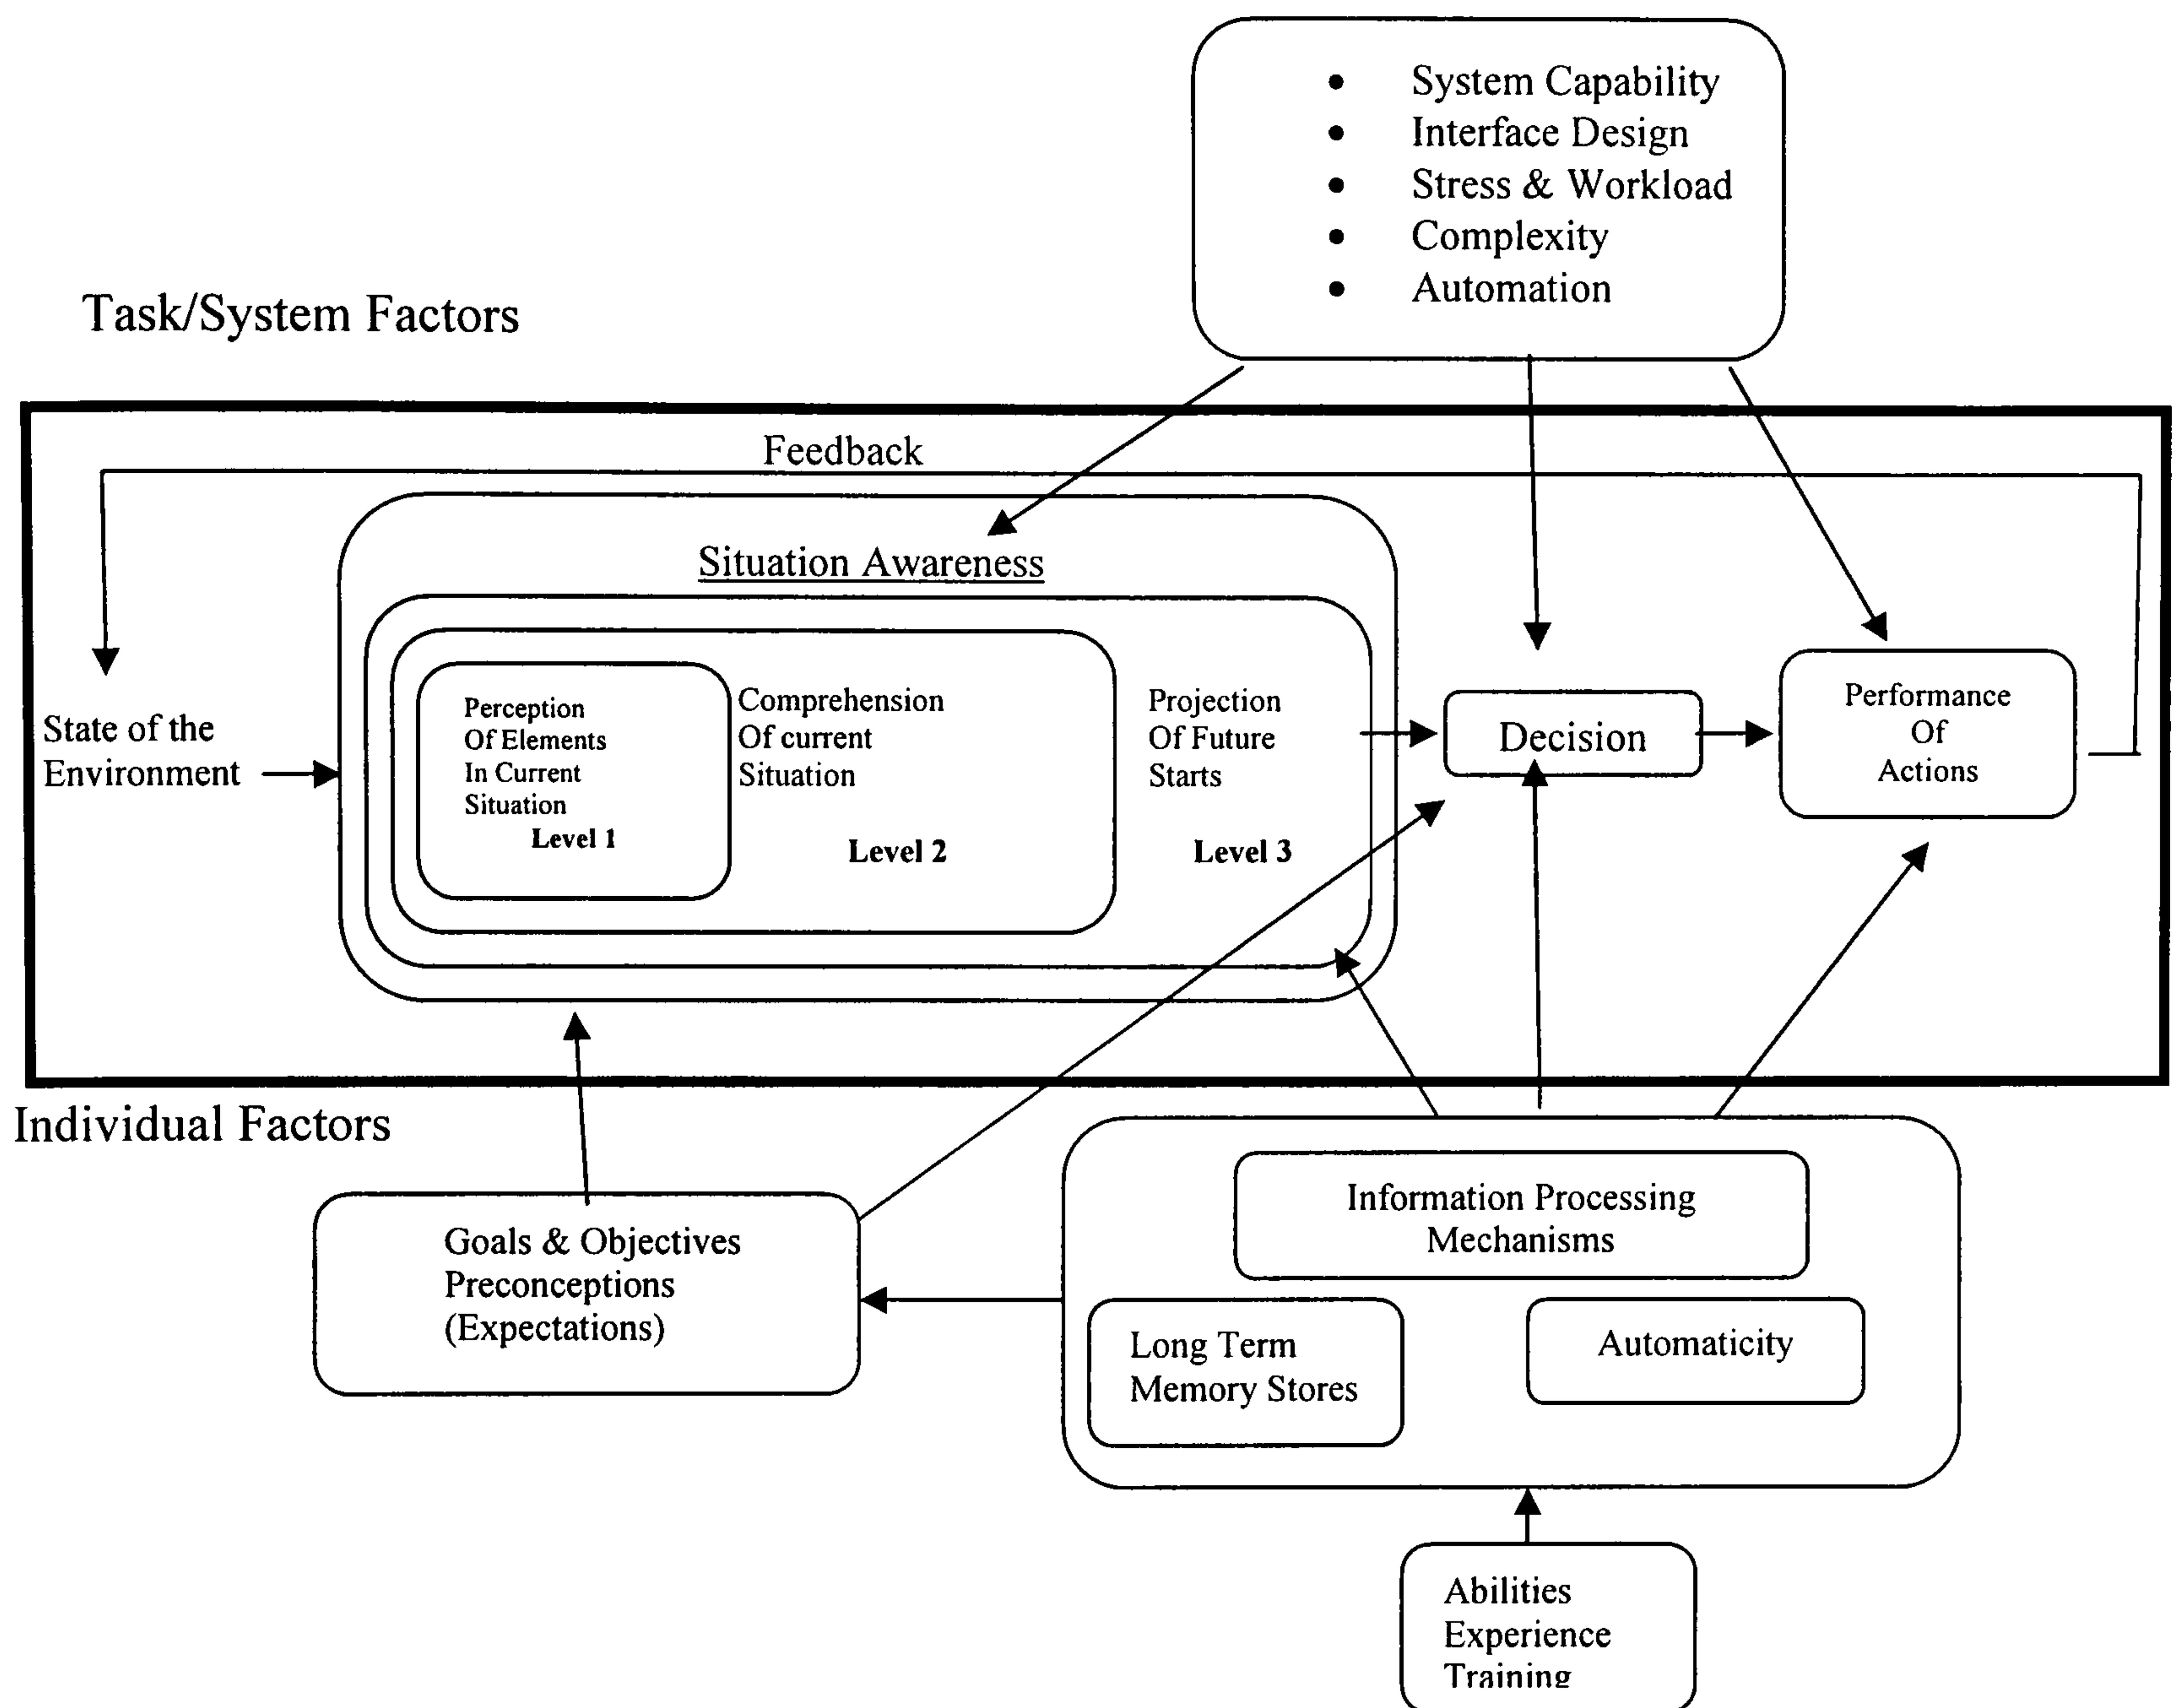 • System Capability
• Interface Design
• Stress & Workload
• Complexity
• Automation
Task/System Factors
Feedback
Situation Awareness
State of the
Environment
Perception
Of Elements
In Current
Situation
Level 1
Comprehension
Of current
Situation
Level 2
Projection
Of Future
Starts
Level 3
Decision
Performance
Of
Actions
Individual Factors
Goals & Objectives
Preconceptions
(Expectations)
Information Processing
Mechanisms
Long Term
Memory Stores
Automaticity
Abilities
Experience
Training